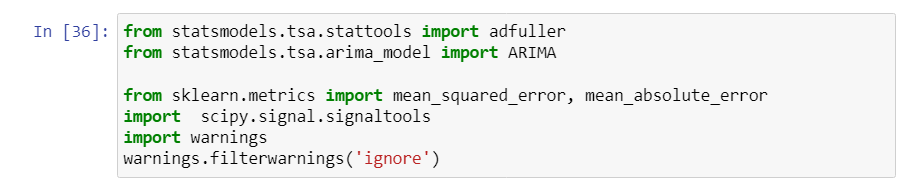 In [36]: from statsmodels.tsa.stattools import adfuller
from statsmodels.tsa.arima_model import ARIMA
from sklearn.metrics import mean_squared_error, mean_absolute_error
import  scipy.signal.signaltools
import warnings
warnings.filterwarnings('ignore')